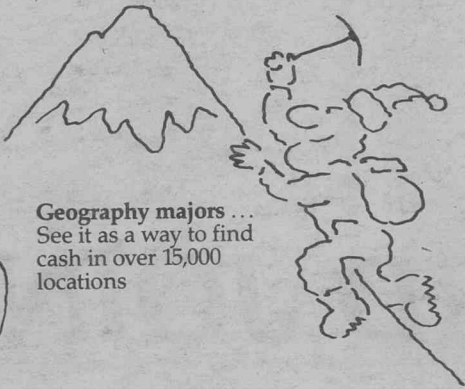 Geography majors ...
See it as a way to find
cash in over 15,000
locations